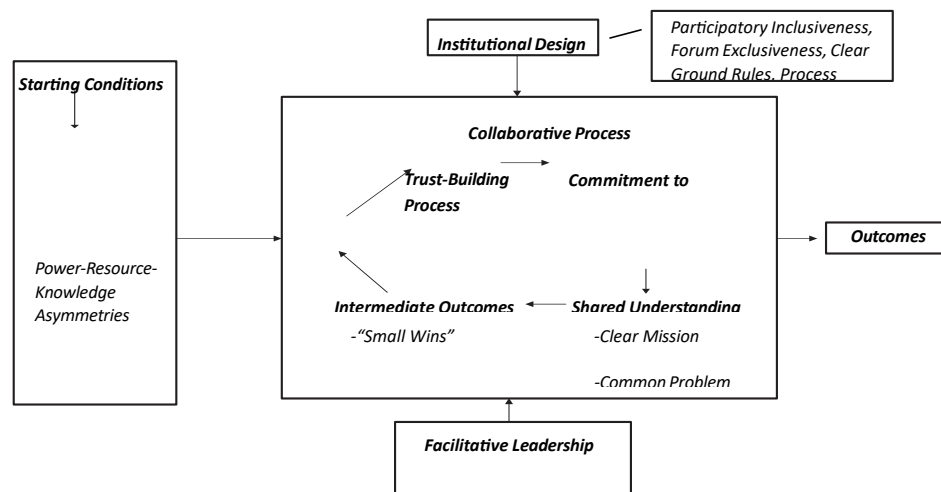 Institutional Design
Participatory Inclusiveness,
Forum Exclusiveness, Clear
Ground Rules, Process
Starting Conditions
Power-Resource-
Knowledge
Asymmetries
Collaborative Process
Trust-Building
Process
Commitment to
Intermediate Outcomes
-“Small Wins”
Shared Understanding
-Clear Mission
-Common Problem
Outcomes
Facilitative Leadership